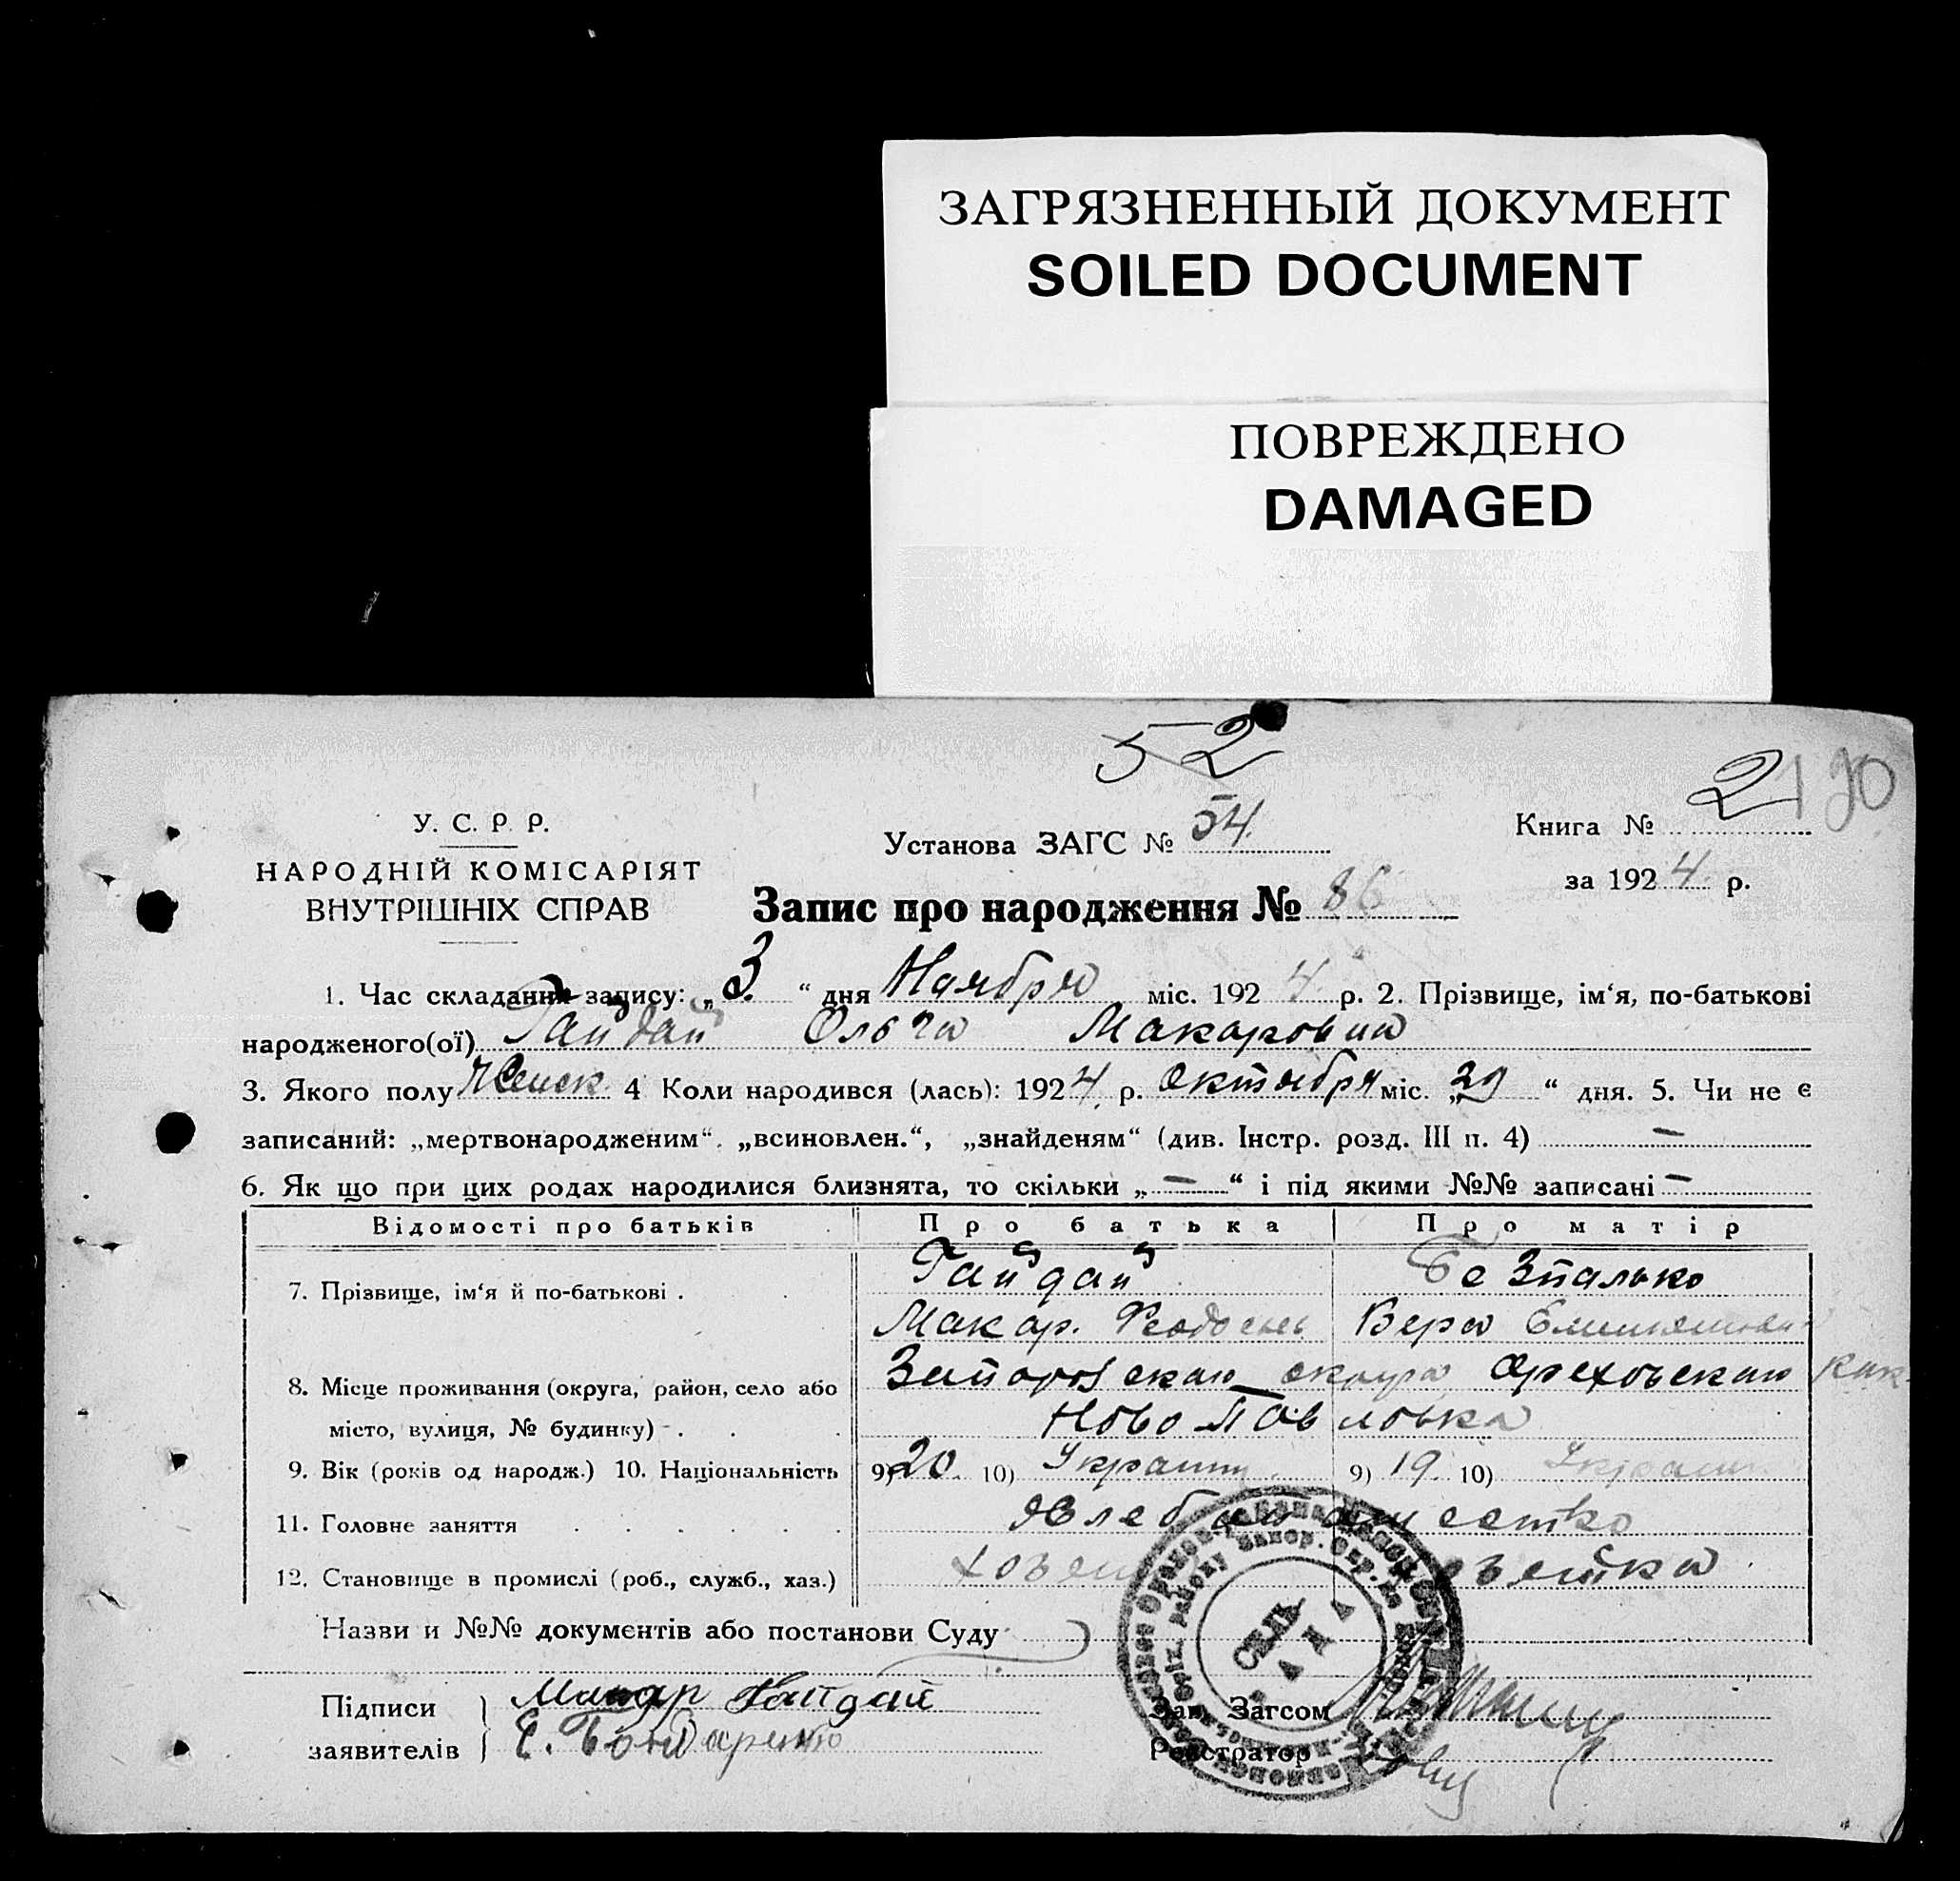 ЗАГРЯЗНЕННЫЙ ДОКУМЕНТ
SOILED DOCUMENT
ПОВРЕЖДЕНО
DAMAGED
52
У. С. Р. Р.
НАРОДНІЙ КОМІСАРІЯТ
ВНУТРІШНІХ СПРАВ
Установа ЗАГС № 54.
Запис про народження № 86
Книга № 2
за 1924. р.
1. Час складання запису: „3.“ дня Ноября міс. 1924. р. 2. Прізвище, ім‘я, по-батькові
народженого(ої) Гайдай Ольга Макаровна
3. Якого полу Женск. 4 Коли народився (лась): 1924. р. Октября міс. „29“ дня. 5. Чи не є
записаний: „мертвонародженим“. „всиновлен.“, „знайденям“ (див. Інстр. розд. III п. 4) –
6. Як що при цих родах народилися близнята, то скільки „–“ і під якими №№ записані –
Відомості про батьків Про батька Про матір
7. Прізвище, ім‘я й по-батькові . Гайдай Безпалько
Макар. Вера
8. Місце проживання (округа, район, село або Запорожская округа Ореховская
місто, вулиця, № будинку) - . Ново Павловка
9. Вік (років од народж.) 10. Національність 9) 20. 10) Украин. 9) 19. 10) Украин
11. Головне заняття
12. Становище в промислі (роб., служб., хаз.)
Назви и №№ документів або постанови Суду
Підписи Макар Гайдай
заявителів Е. Бондаренко
Зав. Загсом
Реєстратор